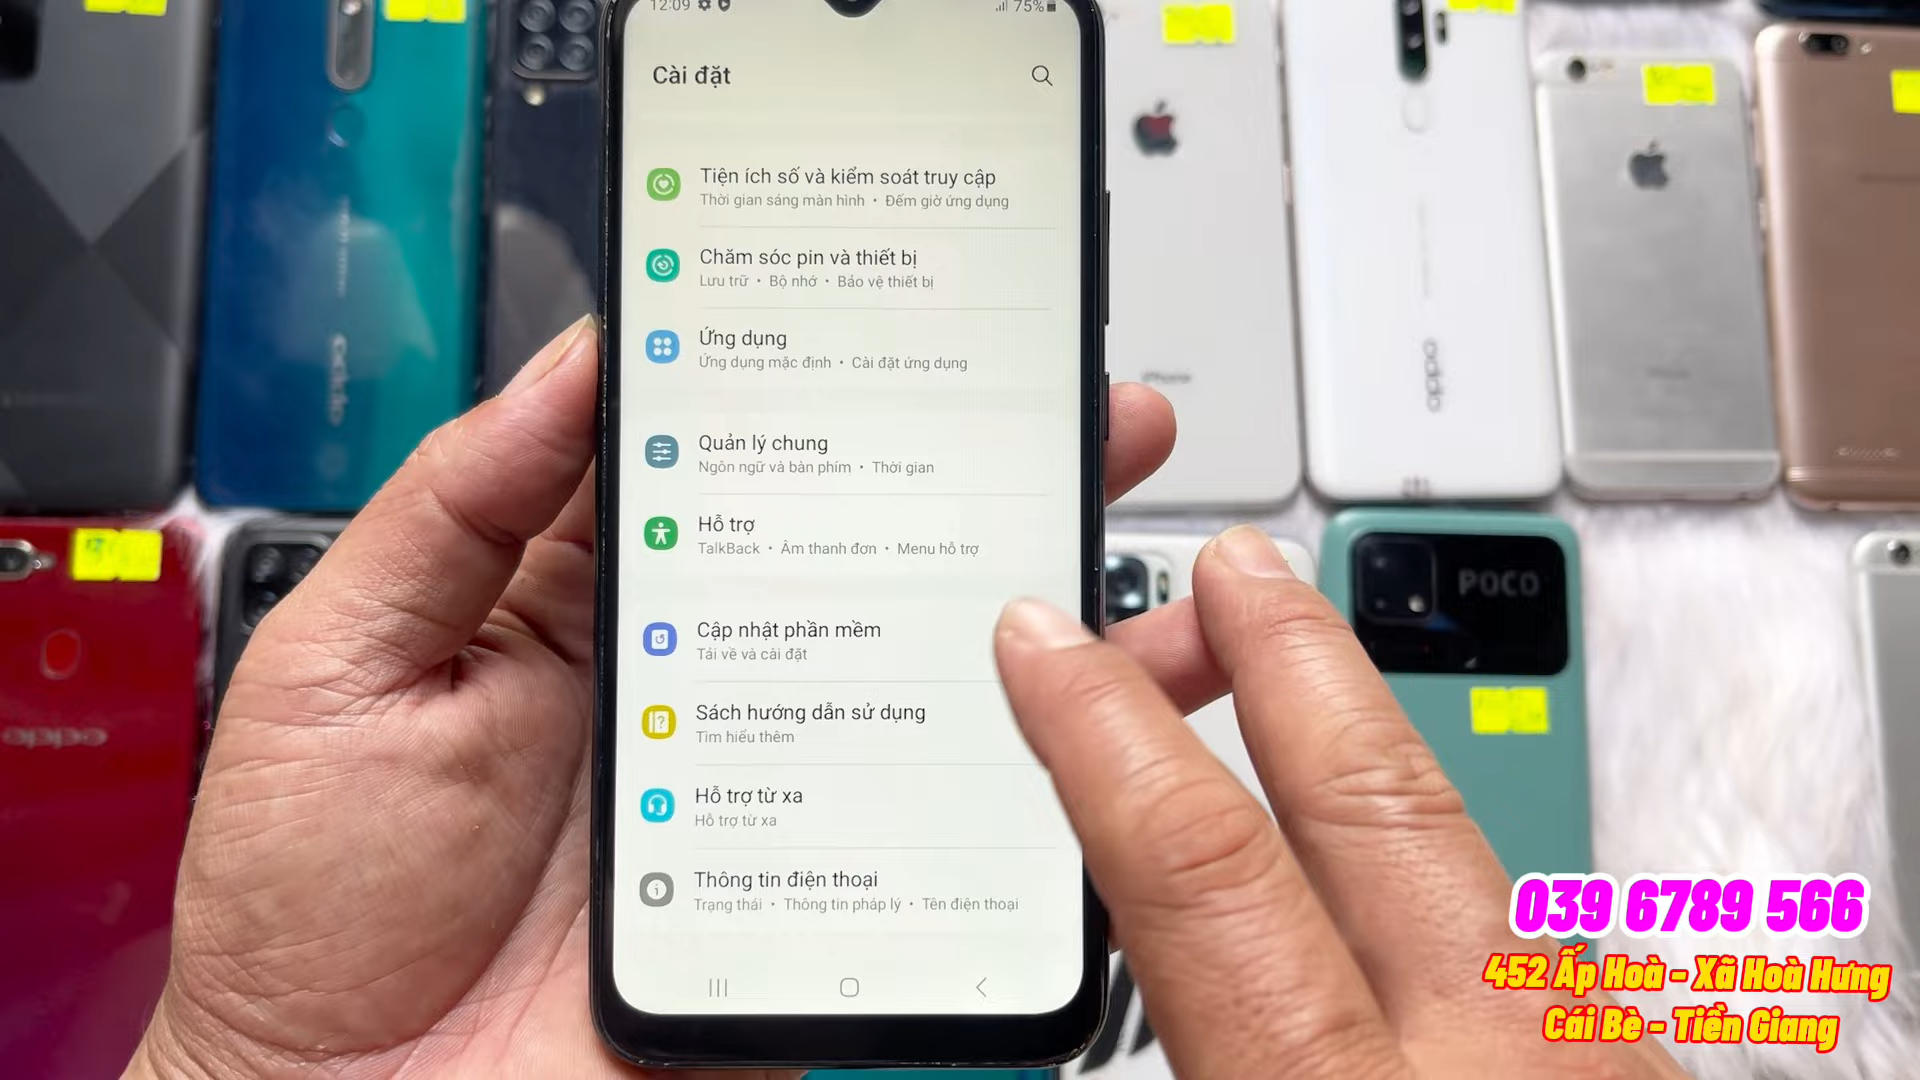 12:09
75%
Cài đặt
Tiện ích số và kiểm soát truy cập
Thời gian sáng màn hình • Đếm giờ ứng dụng
Chăm sóc pin và thiết bị
Lưu trữ • Bộ nhớ • Bảo vệ thiết bị
Ứng dụng
Ứng dụng mặc định • Cài đặt ứng dụng
Quản lý chung
Ngôn ngữ và bàn phím • Thời gian
Hỗ trợ
TalkBack • Âm thanh đơn • Menu hỗ trợ
Cập nhật phần mềm
Tải về và cài đặt
Sách hướng dẫn sử dụng
Tìm hiểu thêm
Hỗ trợ từ xa
Hỗ trợ từ xa
Thông tin điện thoại
Trạng thái • Thông tin pháp lý • Tên điện thoại
oppo
oppo
iPhone
oppo
POCO
039 6789 566
452 Ấp Hoà - Xã Hoà Hưng
Cái Bè - Tiền Giang